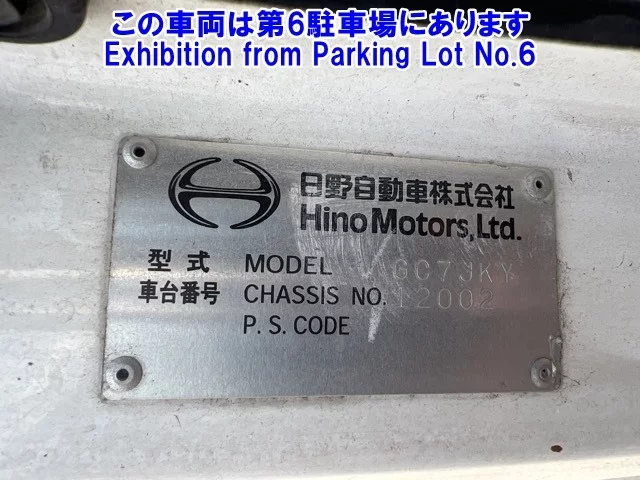 この車両は第6駐車場にあります
Exhibition from Parking Lot No.6
日野自動車株式会社
Hino Motors, Ltd.
型式 MODEL
車台番号 CHASSIS NO. 12002
P. S. CODE